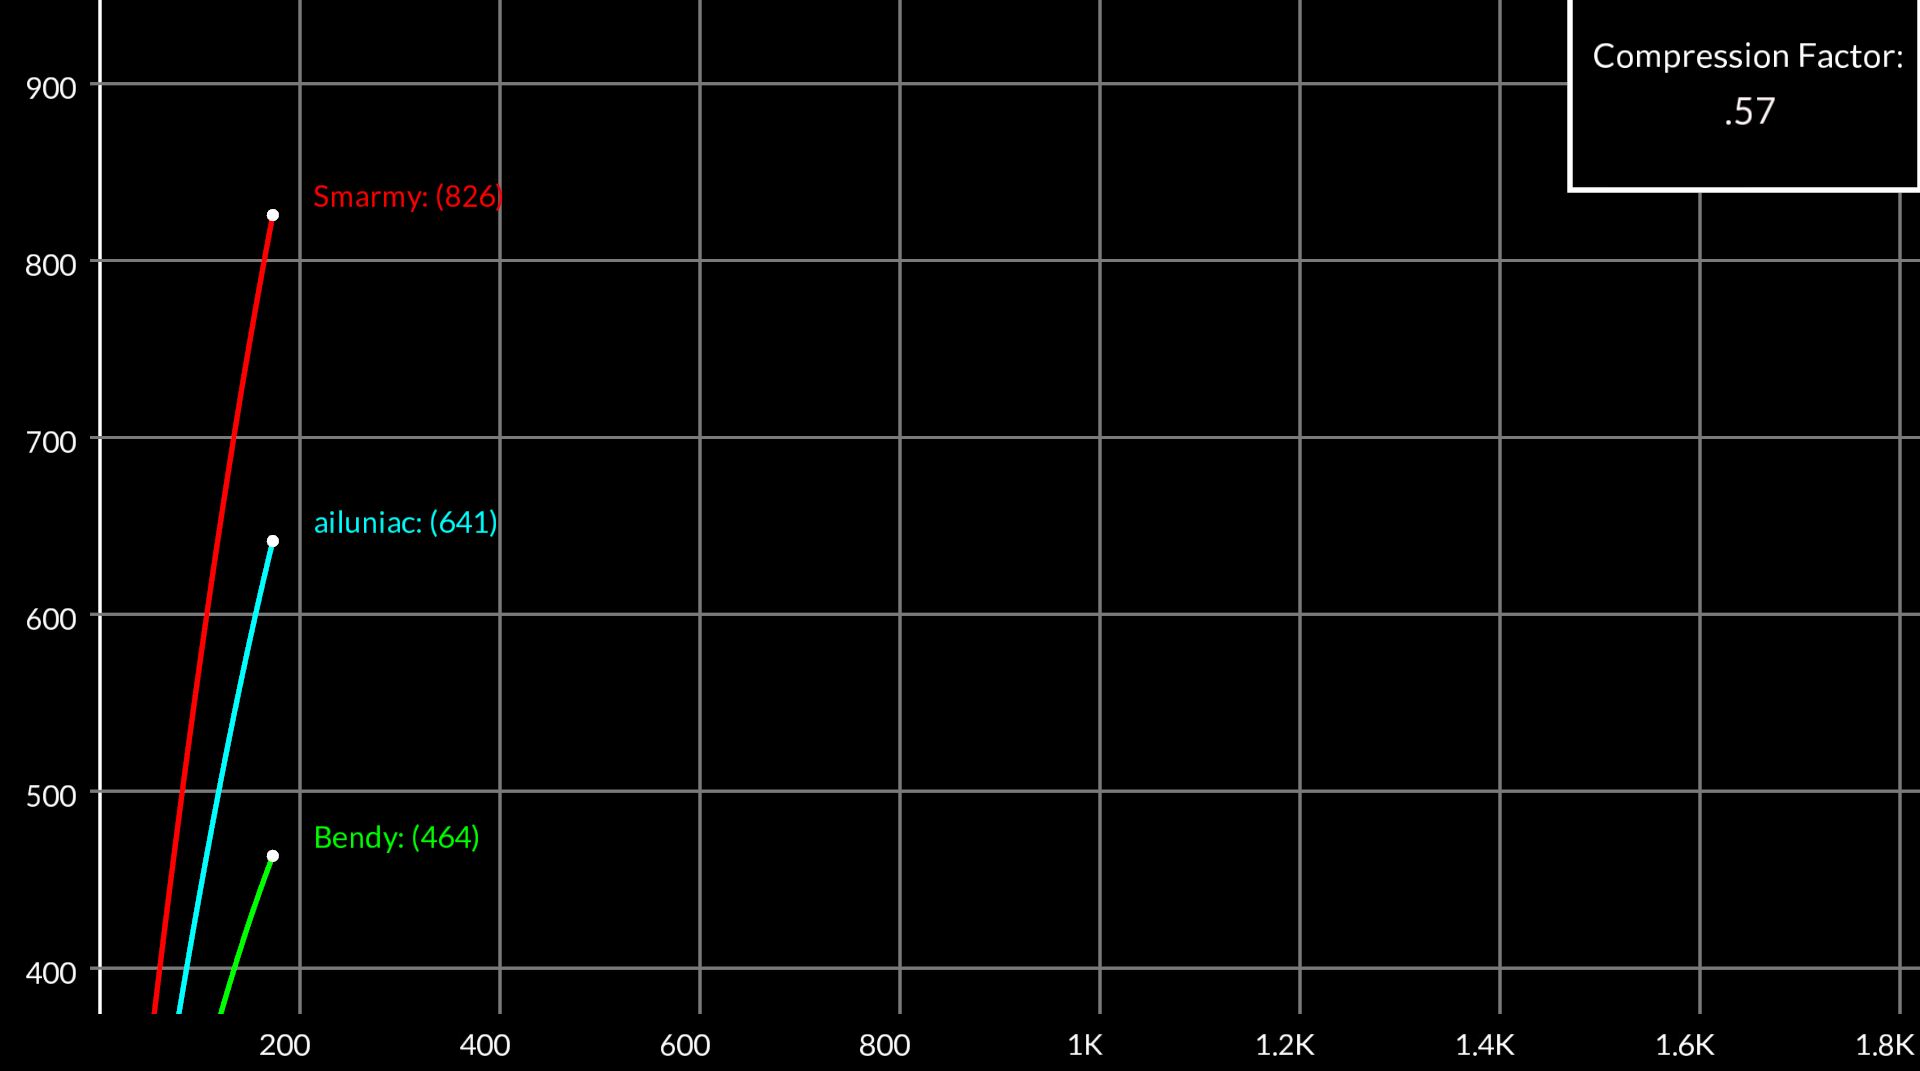 Compression Factor:
.57
900
Smarmy: (826)
800
700
ailuniac: (641)
600
500
Bendy: (464)
400
200 400 600 800 1K 1.2K 1.4K 1.6K 1.8K